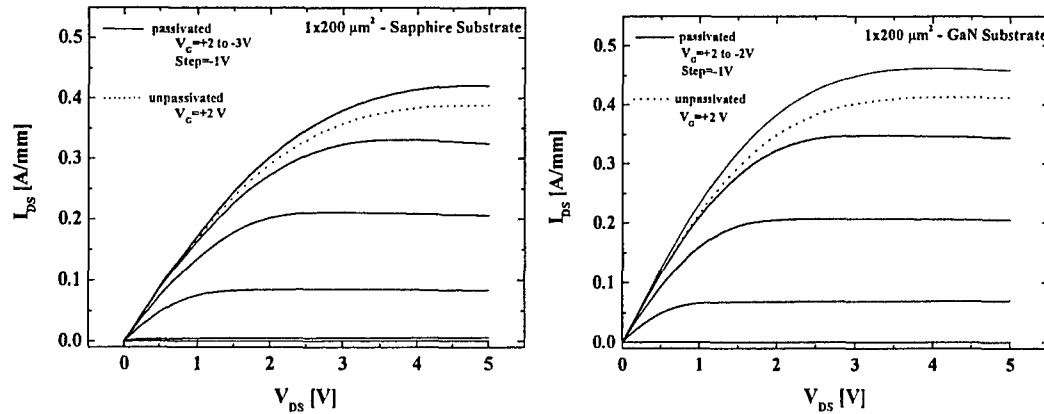 0.5
0.4
0.3
0.2
0.1
0.0
I_DS [A/mm]
passivated
V_G=+2 to -3V
Step=-1V
unpassivated
V_G=+2 V
1x200 µm² - Sapphire Substrate
0 1 2 3 4 5
V_DS [V]
0.5
0.4
0.3
0.2
0.1
0.0
I_DS [A/mm]
passivated
V_G=+2 to -2V
Step=-1V
unpassivated
V_G=+2 V
1x200 µm² - GaN Substrate
0 1 2 3 4 5
V_DS [V]